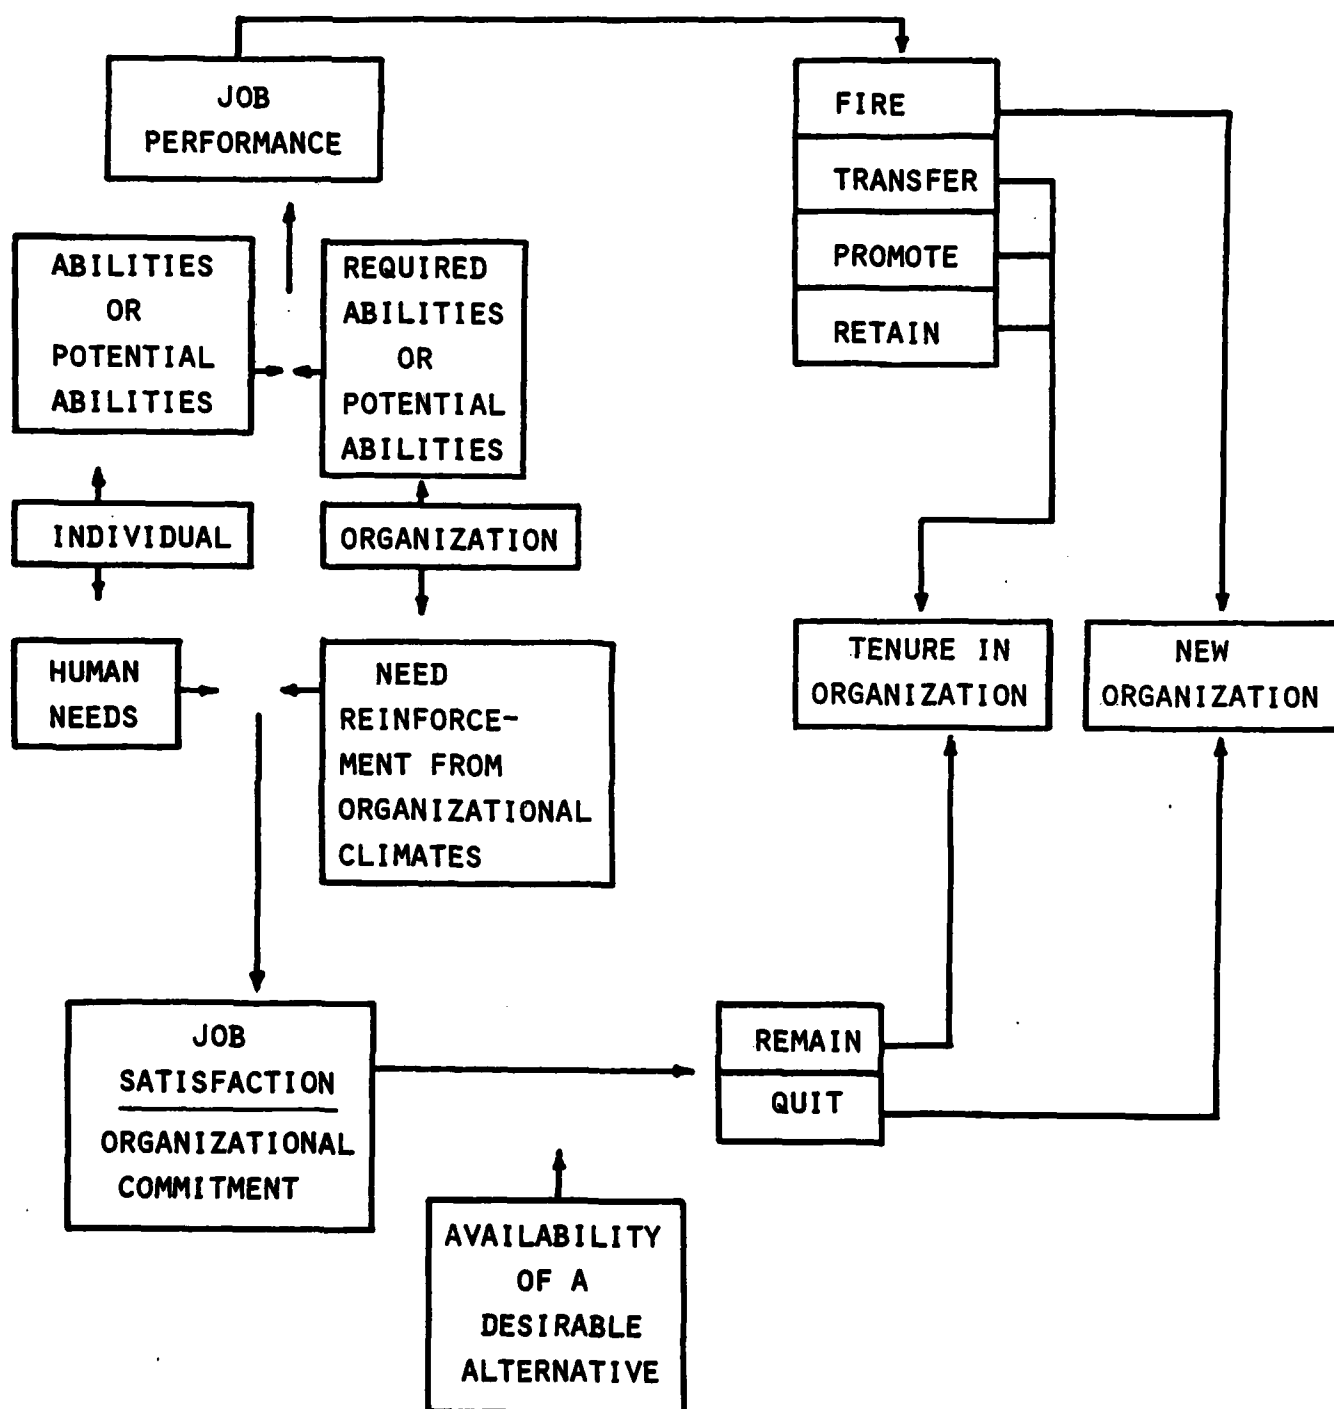 JOB
PERFORMANCE
FIRE
TRANSFER
PROMOTE
RETAIN
ABILITIES
OR
POTENTIAL
ABILITIES
REQUIRED
ABILITIES
OR
POTENTIAL
ABILITIES
INDIVIDUAL
ORGANIZATION
HUMAN
NEEDS
NEED
REINFORCE-
MENT FROM
ORGANIZATIONAL
CLIMATES
TENURE IN
ORGANIZATION
NEW
ORGANIZATION
JOB
SATISFACTION
ORGANIZATIONAL
COMMITMENT
REMAIN
QUIT
AVAILABILITY
OF A
DESIRABLE
ALTERNATIVE